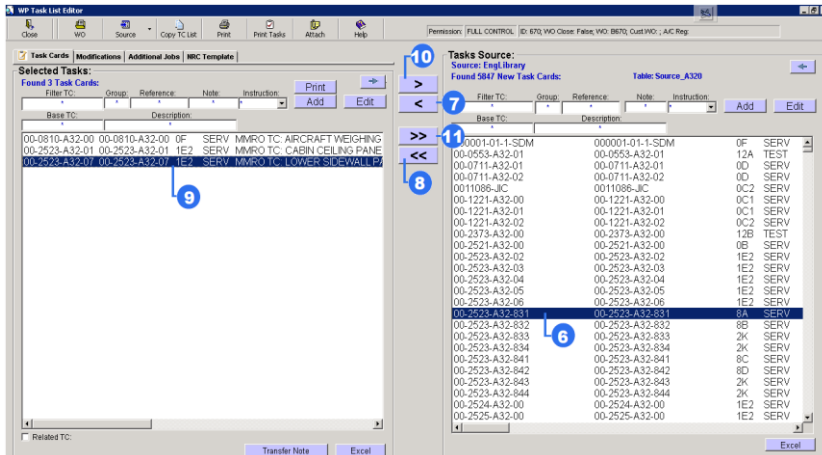 WP Task List Editor
Close WO Source Copy TC List Print Print Tasks Attach Help
Permission: FULL CONTROL ID: 670; WO Close: False; WO: B670; Cust.WO: ; A/C Reg:
Task Cards Modifications Additional Jobs NRC Template
Selected Tasks:
Found 3 Task Cards:
Print
Filter TC: Group: Reference: Note: Instruction:
* * * * *
Add Edit
Base TC: Description:
* *
00-0810-A32-00 00-0810-A32-00 0F SERV MMRO TC: AIRCRAFT WEIGHING
00-2523-A32-01 00-2523-A32-01 1E2 SERV MMRO TC: CABIN CEILING PANE
00-2523-A32-07 00-2523-A32-07 1E2 SERV MMRO TC: LOWER SIDEWALL PA
9
Related TC:
Transfer Note Excel
10
>
< 7
>> 11
<<
8
Tasks Source:
Source: EngLibrary
Found 5847 New Task Cards: Table: Source_A320
Filter TC: Group: Reference: Note: Instruction:
* * * * *
Add Edit
Base TC: Description:
* *
00001-01-1-SDM 000001-01-1-SDM 0F SERV
00-0553-A32-01 00-0553-A32-01 12A TEST
00-0711-A32-01 00-0711-A32-01 0D SERV
00-0711-A32-02 00-0711-A32-02 0D SERV
0011086-JIC 0011086-JIC 0C2 SERV
00-1221-A32-00 00-1221-A32-00 0C1 SERV
00-1221-A32-01 00-1221-A32-01 0C1 SERV
00-1221-A32-02 00-1221-A32-02 0C2 SERV
00-2373-A32-00 00-2373-A32-00 12B TEST
00-2521-A32-00 00-2521-A32-00 0B SERV
00-2523-A32-02 00-2523-A32-02 1E2 SERV
00-2523-A32-03 00-2523-A32-03 1E2 SERV
00-2523-A32-04 00-2523-A32-04 1E2 SERV
00-2523-A32-05 00-2523-A32-05 1E2 SERV
00-2523-A32-06 00-2523-A32-06 1E2 SERV
00-2523-A32-831 00-2523-A32-831 8A SERV
00-2523-A32-832 00-2523-A32-832 8B SERV
00-2523-A32-833 6 00-2523-A32-833 2K SERV
00-2523-A32-834 00-2523-A32-834 2K SERV
00-2523-A32-841 00-2523-A32-841 8C SERV
00-2523-A32-842 00-2523-A32-842 8D SERV
00-2523-A32-843 00-2523-A32-843 2K SERV
00-2523-A32-844 00-2523-A32-844 2K SERV
00-2524-A32-00 00-2524-A32-00 1E2 SERV
00-2525-A32-00 00-2525-A32-00 1E2 SERV
Excel